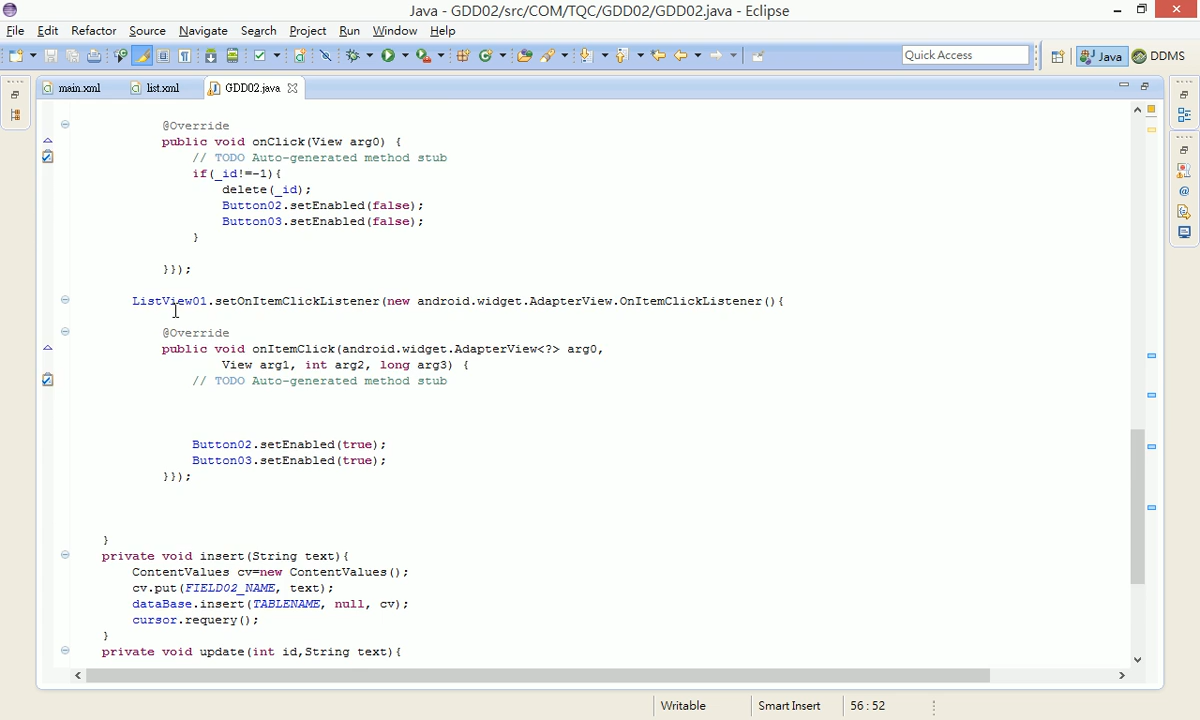 Java - GDD02/src/COM/TQC/GDD02/GDD02.java - Eclipse
File Edit Refactor Source Navigate Search Project Run Window Help
Quick Access
Java
DDMS
main.xml
list.xml
GDD02.java
@Override
public void onClick(View arg0) {
// TODO Auto-generated method stub
if(_id!=-1){
delete(_id);
Button02.setEnabled(false);
Button03.setEnabled(false);
}
}});
ListView01.setOnItemClickListener(new android.widget.AdapterView.OnItemClickListener(){
@Override
public void onItemClick(android.widget.AdapterView<?> arg0,
View arg1, int arg2, long arg3) {
// TODO Auto-generated method stub
Button02.setEnabled(true);
Button03.setEnabled(true);
}});
}
private void insert(String text){
ContentValues cv=new ContentValues();
cv.put(FIELD02_NAME, text);
dataBase.insert(TABLENAME, null, cv);
cursor.requery();
}
private void update(int id,String text){
Writable
Smart Insert
56 : 52